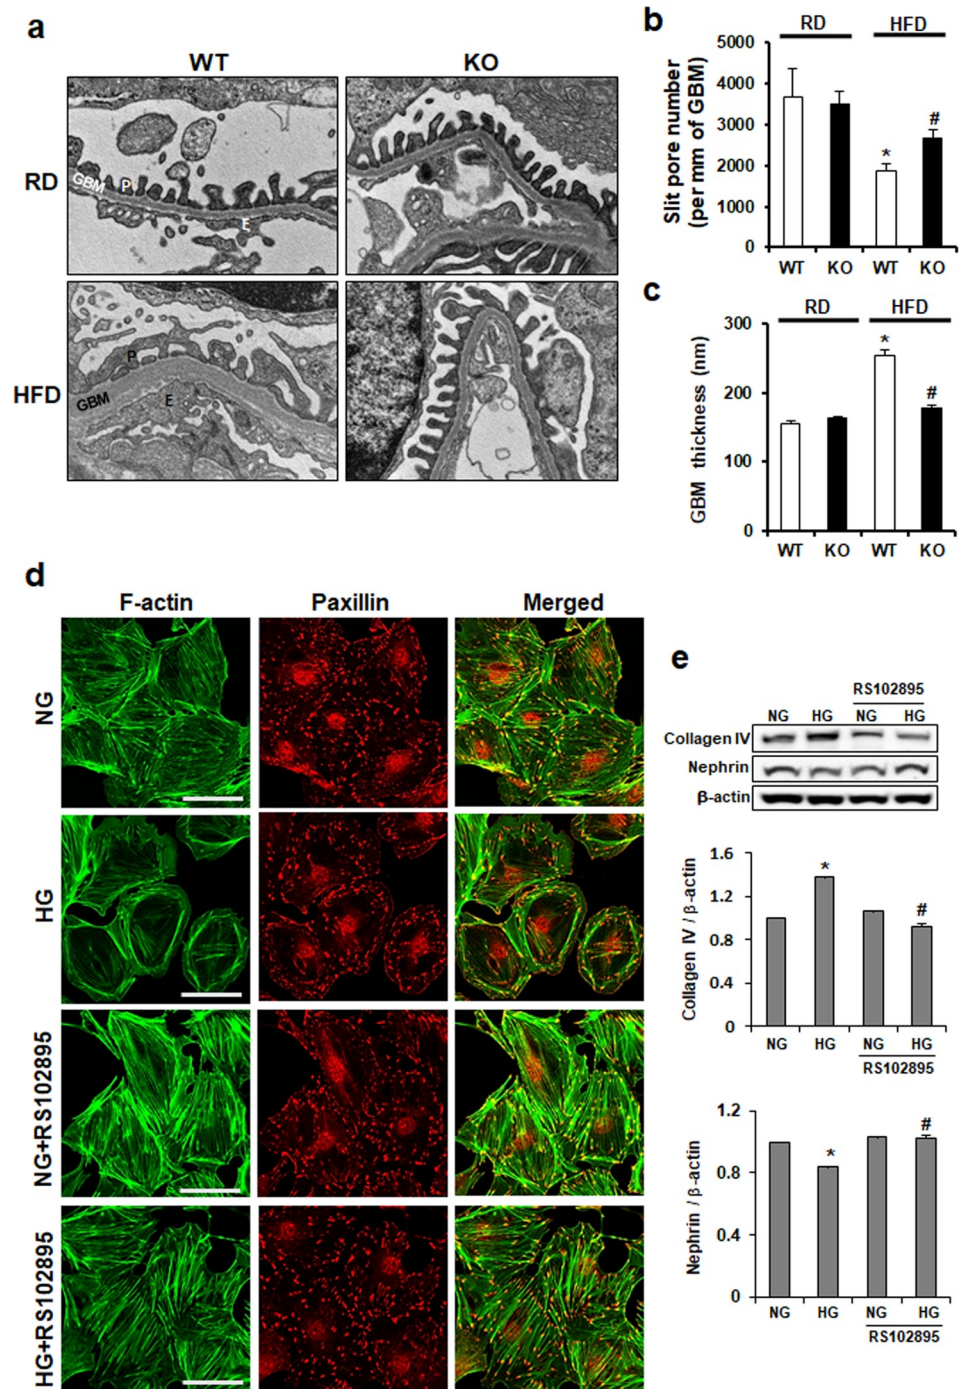 a
WT
KO
RD
GBM
P
E
HFD
P
GBM
E
b
RD
HFD
Slit pore number
(per mm of GBM)
5000
4000
3000
2000
1000
0
*
#
WT
KO
WT
KO
c
RD
HFD
GBM thickness (nm)
300
200
100
0
*
#
WT
KO
WT
KO
d
F-actin
Paxillin
Merged
NG
HG
NG+RS102895
HG+RS102895
e
RS102895
NG
HG
NG
HG
Collagen IV
Nephrin
β-actin
Collagen IV / β-actin
1.6
1.2
0.8
0.4
0
*
#
NG
HG
NG
HG
RS102895
Nephrin / β-actin
1.2
0.8
0.4
0
*
#
NG
HG
NG
HG
RS102895